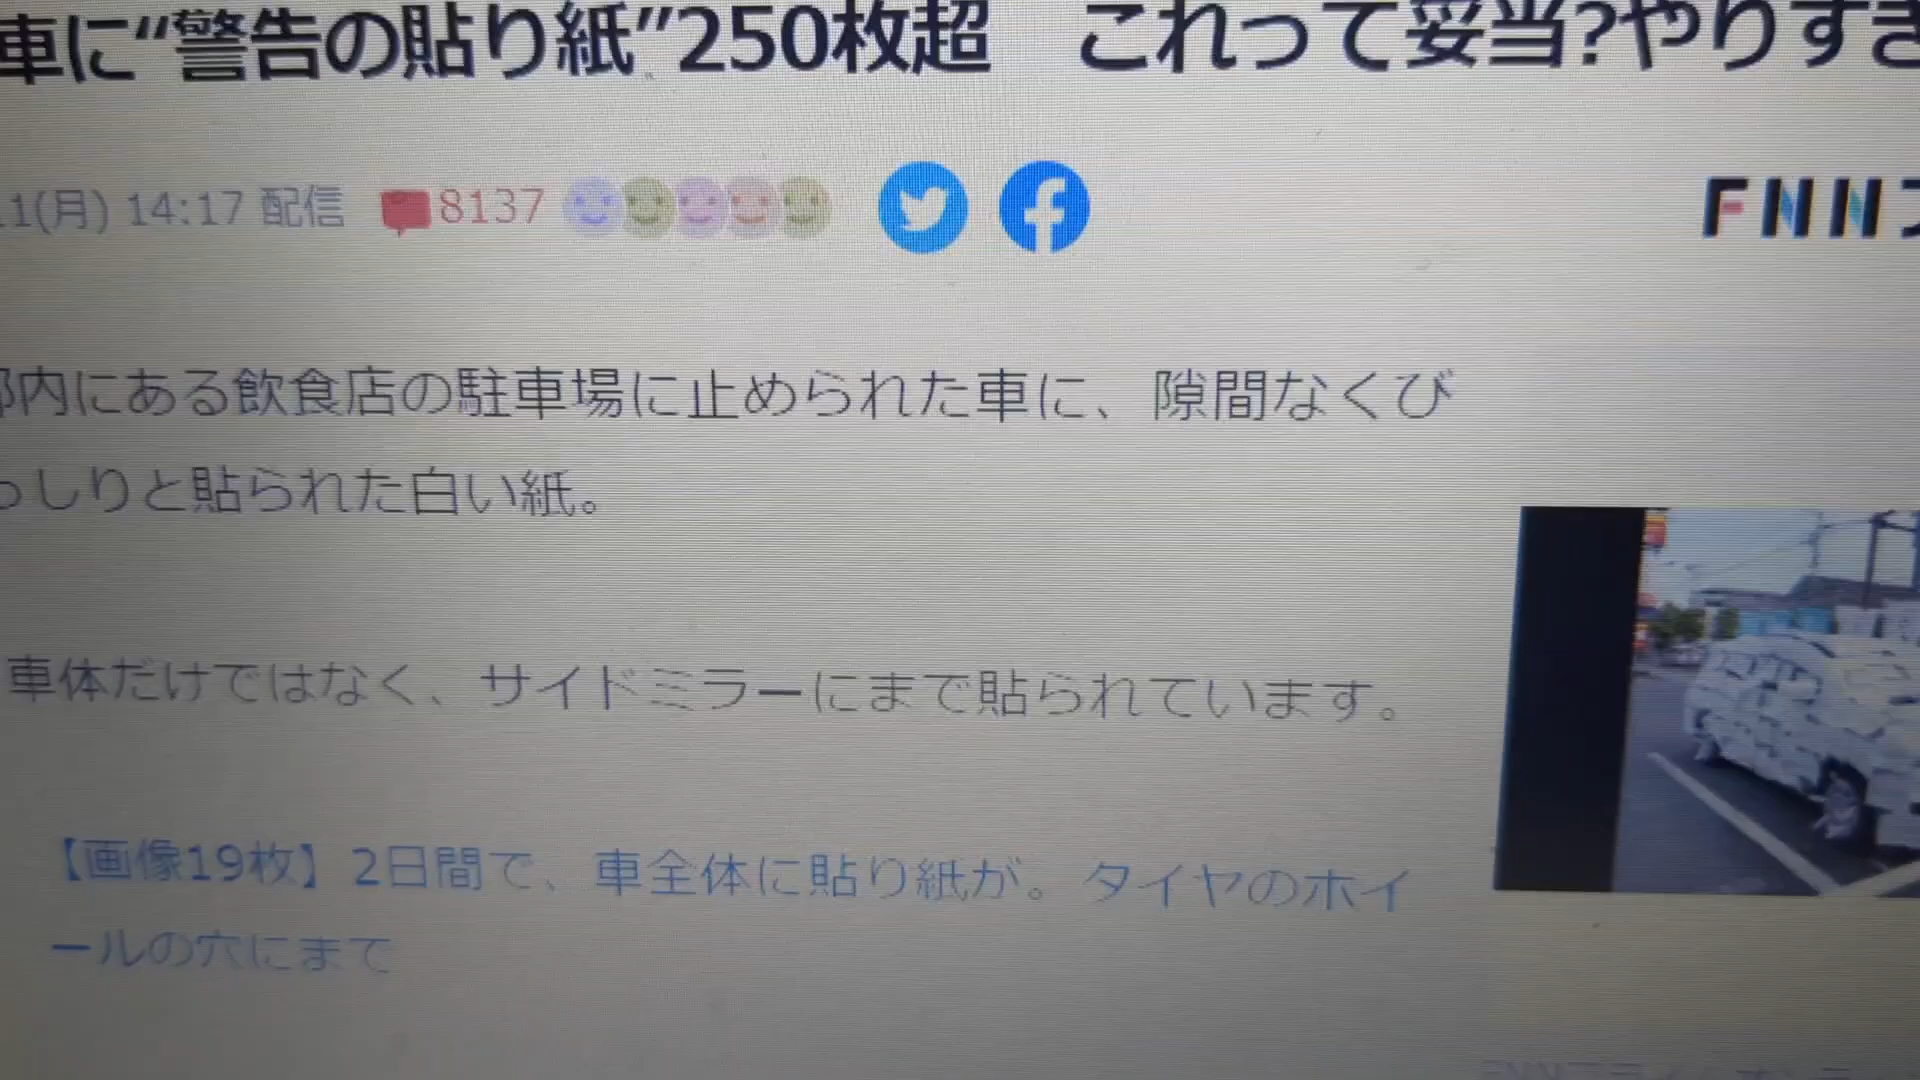 車に“警告の貼り紙”250枚超 これって妥当?やりすぎ
1(月) 14:17 配信 8137
FNN
都内にある飲食店の駐車場に止められた車に、隙間なくび
っしりと貼られた白い紙。
車体だけではなく、サイドミラーにまで貼られています。
【画像19枚】2日間で、車全体に貼り紙が。タイヤのホイ
ールの穴にまで